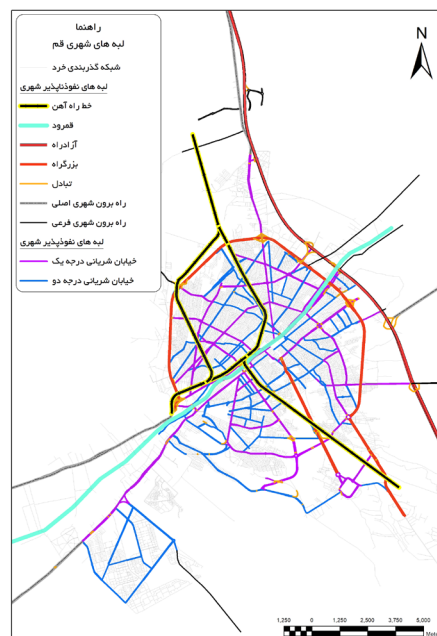 راهنما
لبه های شهری قم
شبکه گذربندی خرد
لبه های نفوذناپذیر شهری
خط راه آهن
قمرود
آزادراه
بزرگراه
تبادل
راه برون شهری اصلی
راه برون شهری فرعی
لبه های نفوذپذیر شهری
خیابان شریانی درجه یک
خیابان شریانی درجه دو
N
1,250 0 1,250 2,500 3,750 5,000